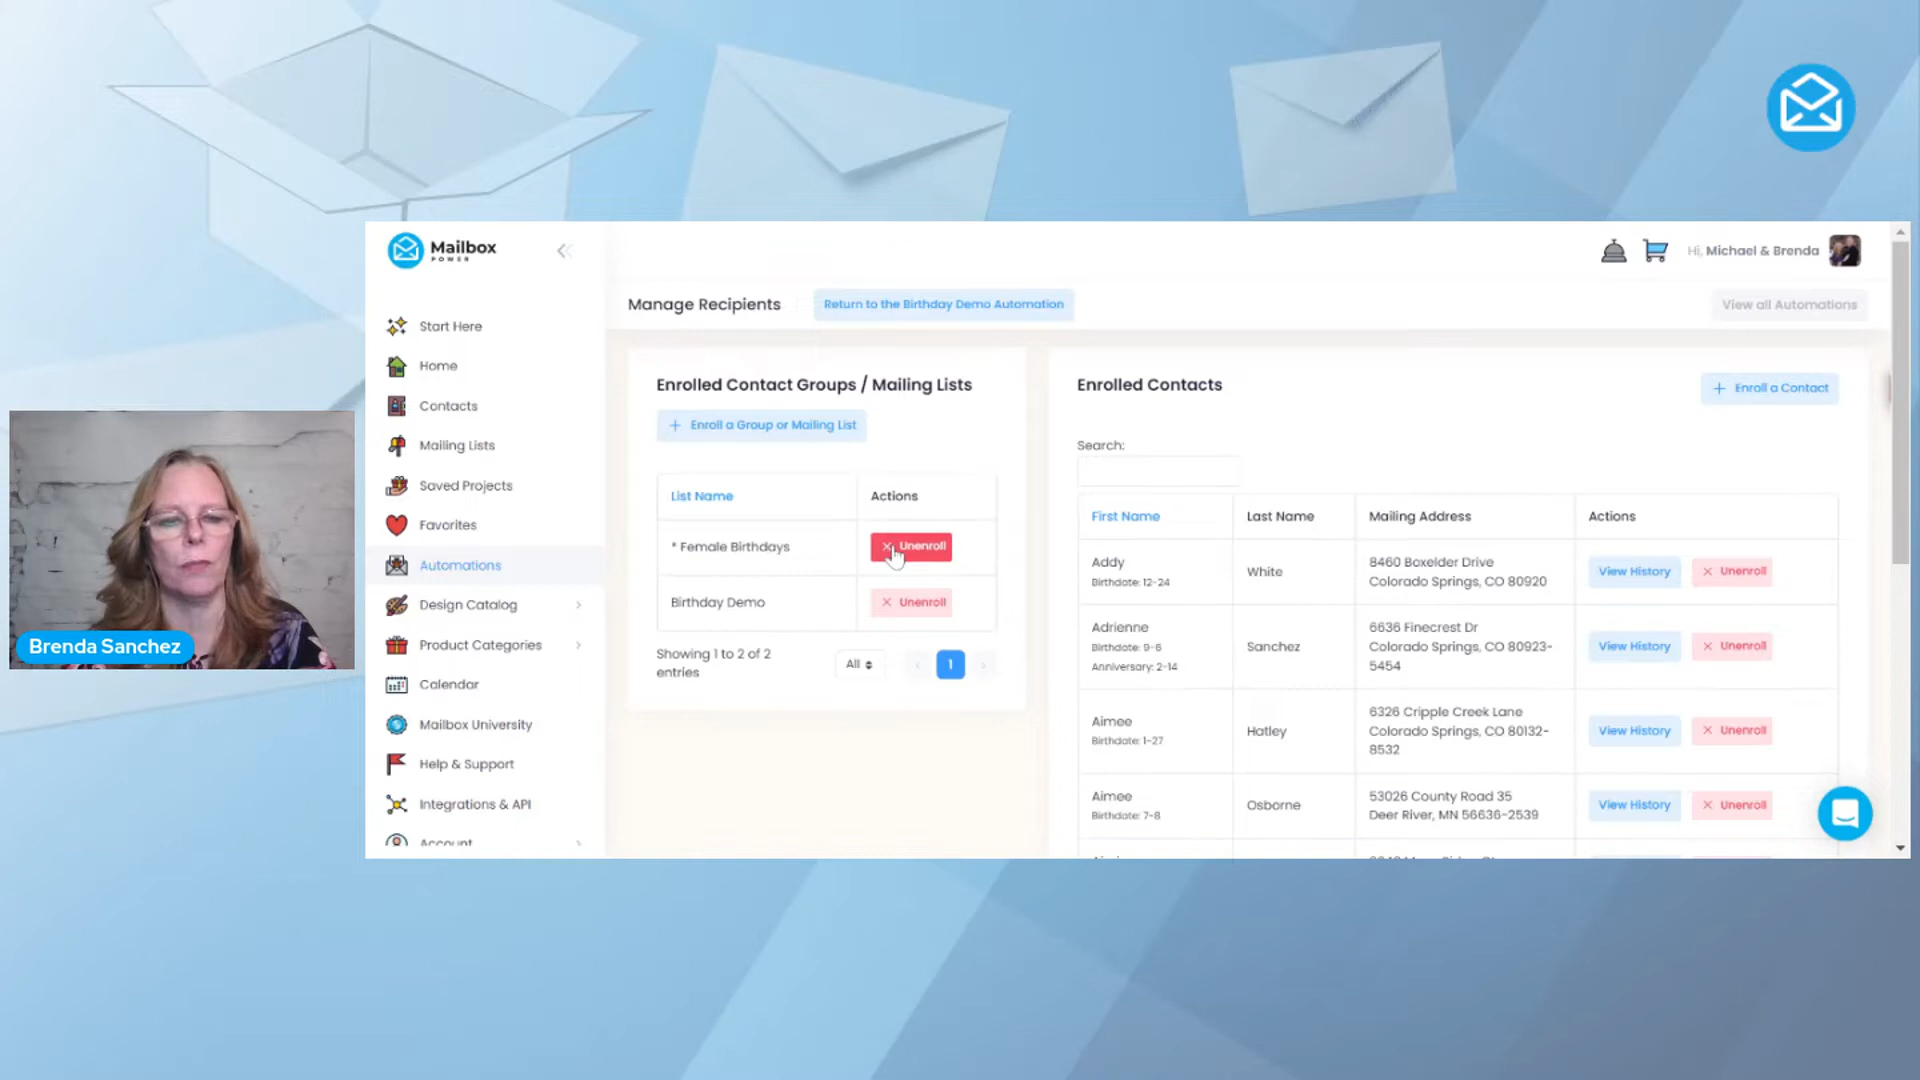 Mailbox
POWER
Hi, Michael & Brenda
Start Here
Home
Contacts
Mailing Lists
Saved Projects
Favorites
Automations
Design Catalog
Product Categories
Calendar
Mailbox University
Help & Support
Integrations & API
Account
Brenda Sanchez
Manage Recipients
Return to the Birthday Demo Automation
View all Automations
Enrolled Contact Groups / Mailing Lists
+ Enroll a Group or Mailing List
List Name Actions
* Female Birthdays Unenroll
Birthday Demo Unenroll
Showing 1 to 2 of 2
entries
All
1
Enrolled Contacts
+ Enroll a Contact
Search:
First Name Last Name Mailing Address Actions
Addy
Birthdate: 12-24
White
8460 Boxelder Drive
Colorado Springs, CO 80920
View History Unenroll
Adrienne
Birthdate: 9-6
Anniversary: 2-14
Sanchez
6636 Finecrest Dr
Colorado Springs, CO 80923-
5454
View History Unenroll
Aimee
Birthdate: 1-27
Hatley
6326 Cripple Creek Lane
Colorado Springs, CO 80132-
8532
View History Unenroll
Aimee
Birthdate: 7-8
Osborne
53026 County Road 35
Deer River, MN 56636-2539
View History Unenroll